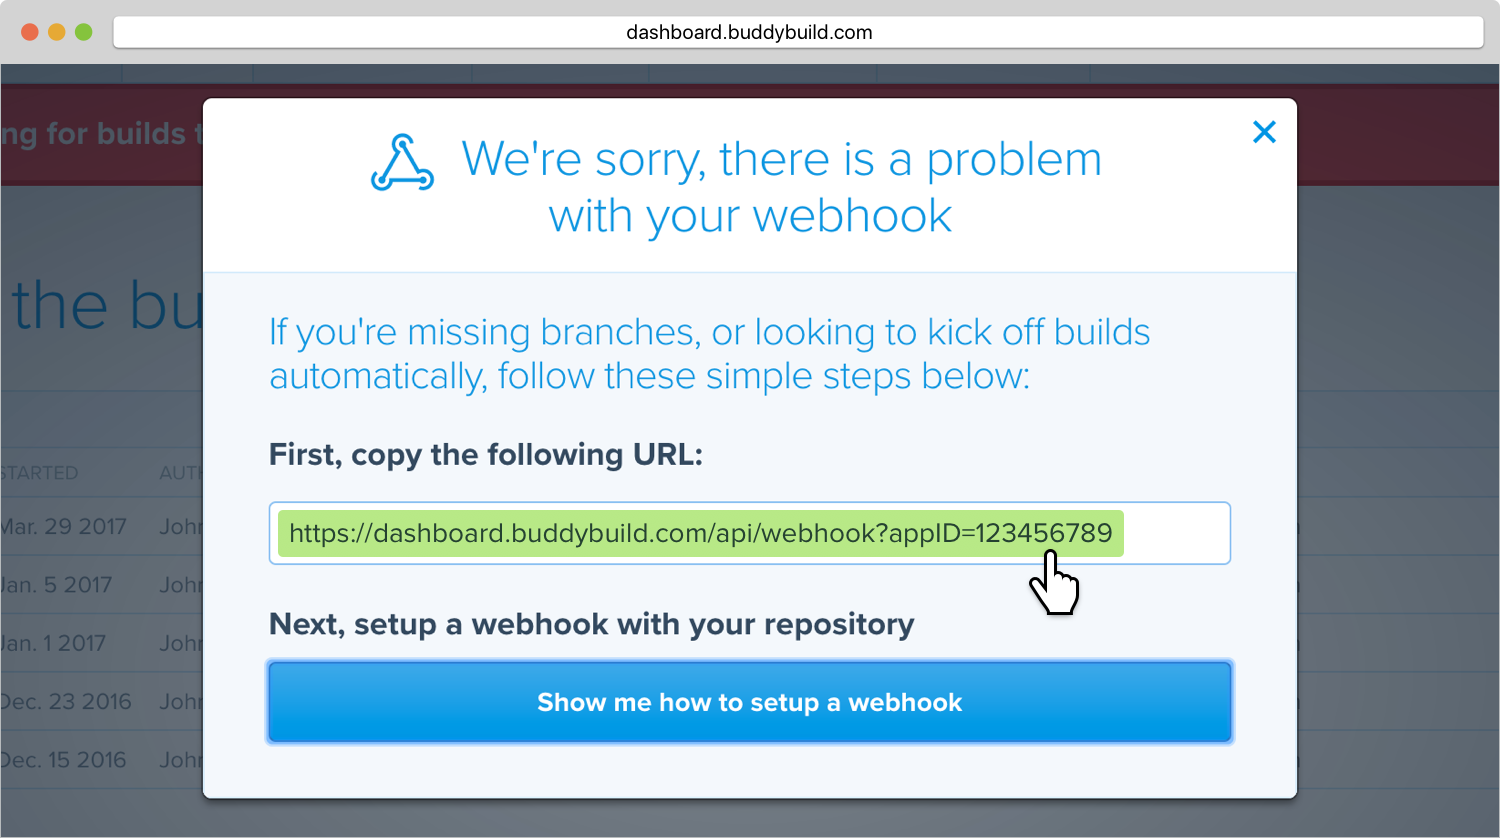 dashboard.buddybuild.com
ng for builds t
We're sorry, there is a problem
with your webhook
the bu
If you're missing branches, or looking to kick off builds
automatically, follow these simple steps below:
First, copy the following URL:
STARTED AUTH
https://dashboard.buddybuild.com/api/webhook?appID=123456789
Mar. 29 2017 John
Jan. 5 2017 John
Next, setup a webhook with your repository
Jan. 1 2017 John
Show me how to setup a webhook
Dec. 23 2016 John
Dec. 15 2016 John